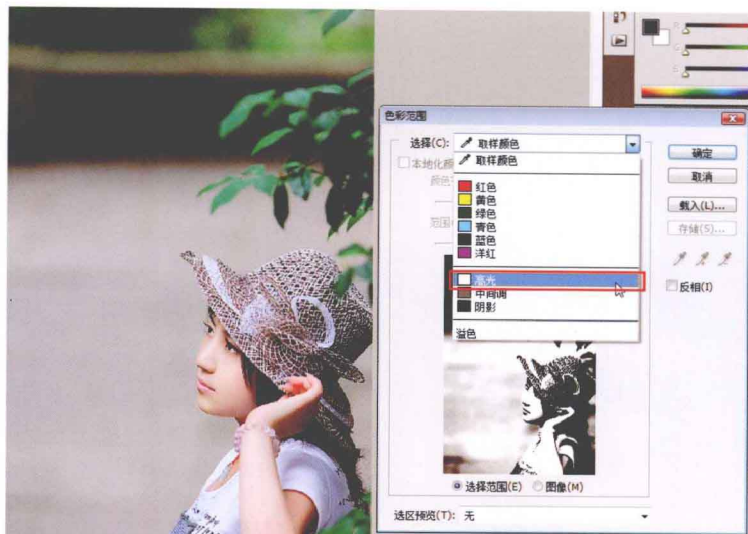 色彩范围
选择(C): 取样颜色
取样颜色
本地化颜
红色
黄色
绿色
青色
蓝色
洋红
高光
中间调
阴影
溢色
确定
取消
载入(L)...
存储(S)...
反相(I)
选择范围(E) 图像(M)
选区预览(T): 无